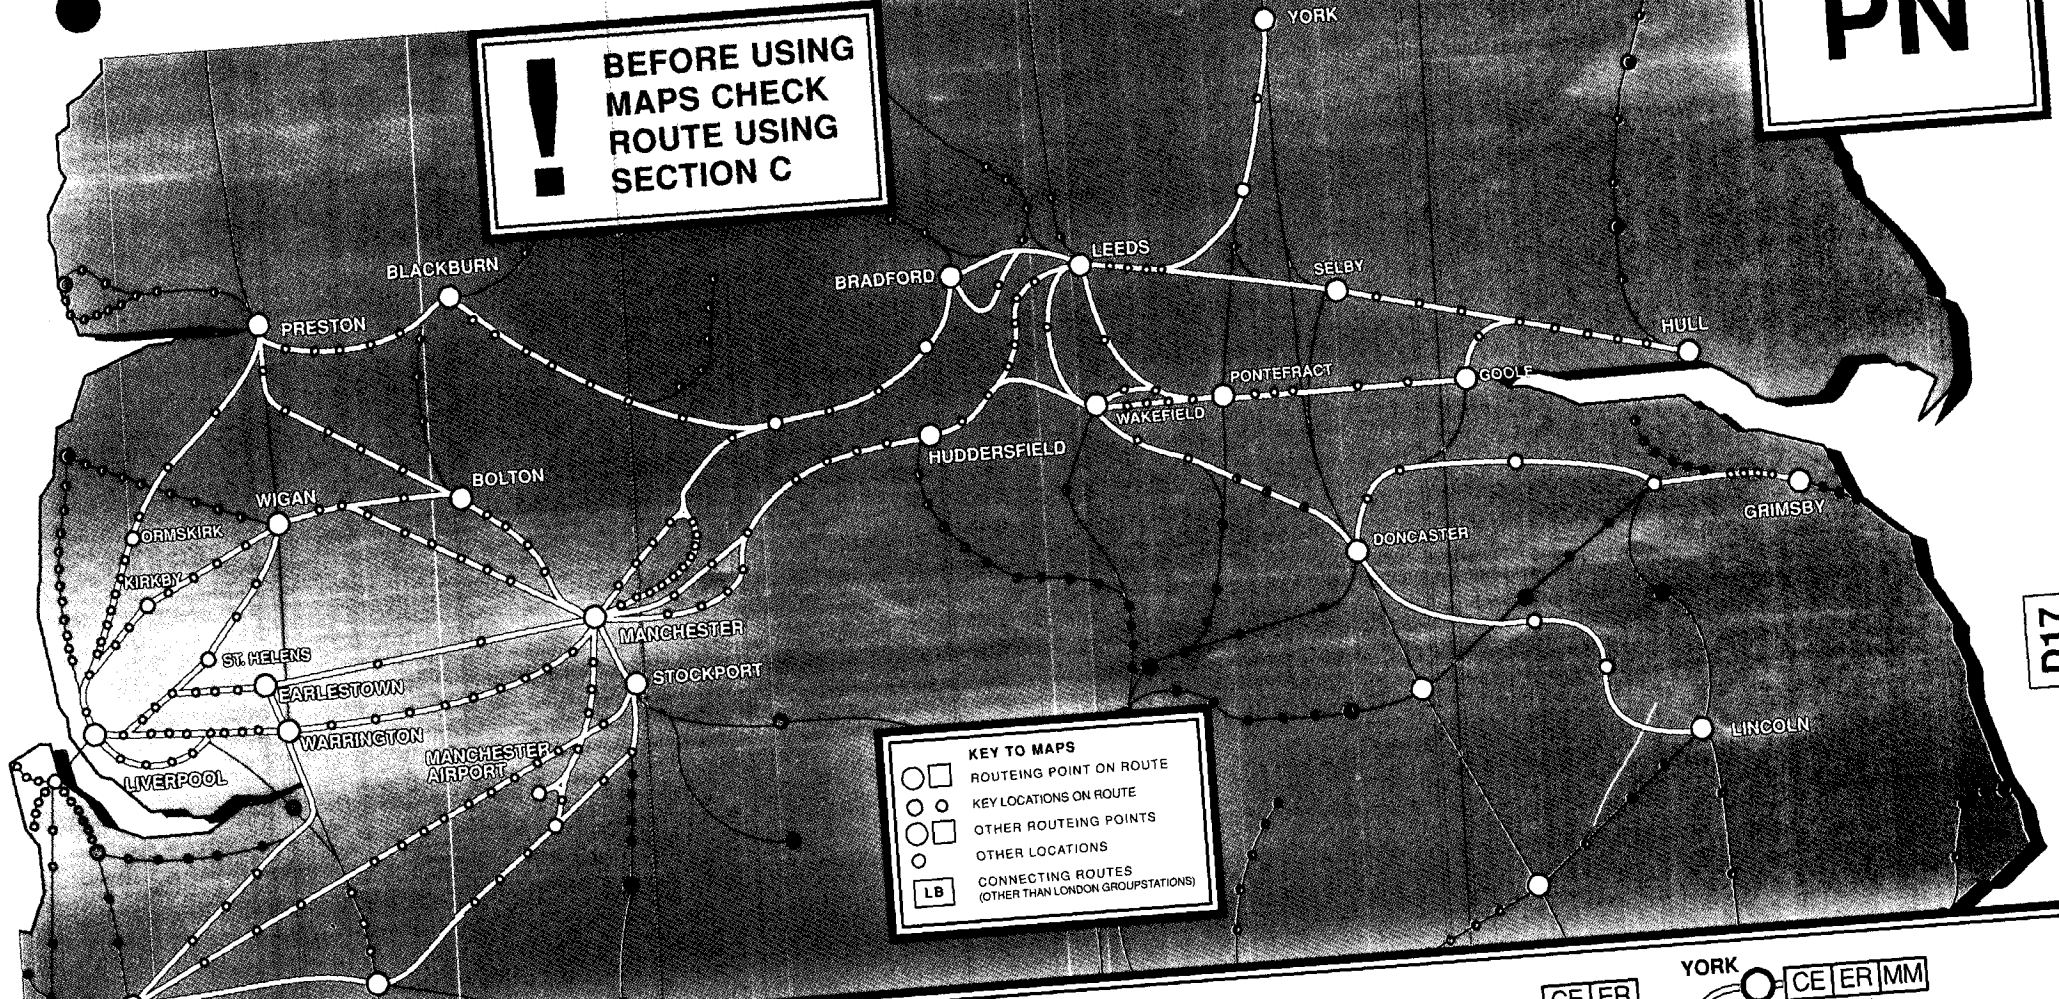 PN
!
BEFORE USING
MAPS CHECK
ROUTE USING
SECTION C
YORK
LEEDS
BLACKBURN
BRADFORD
SELBY
PRESTON
HULL
PONTEFRACT
GOOLE
WAKEFIELD
HUDDERSFIELD
BOLTON
WIGAN
ORMSKIRK
GRIMSBY
DONCASTER
KIRKBY
MANCHESTER
ST. HELENS
STOCKPORT
EARLESTOWN
D17
WARRINGTON
LINCOLN
MANCHESTER
AIRPORT
LIVERPOOL
KEY TO MAPS
ROUTEING POINT ON ROUTE
KEY LOCATIONS ON ROUTE
OTHER ROUTEING POINTS
OTHER LOCATIONS
LB
CONNECTING ROUTES
(OTHER THAN LONDON GROUPSTATIONS)
YORK
CE ER MM
CE ER